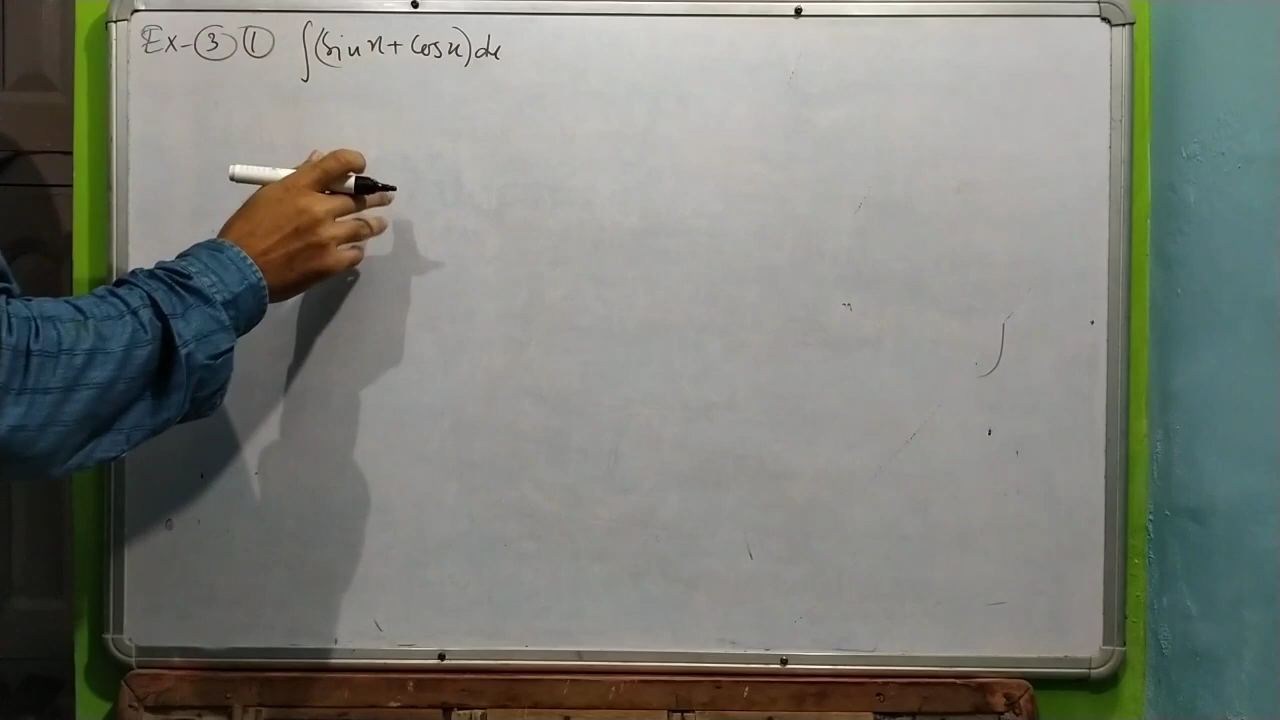 Ex-③ ① ∫(sin x + cos x) dx